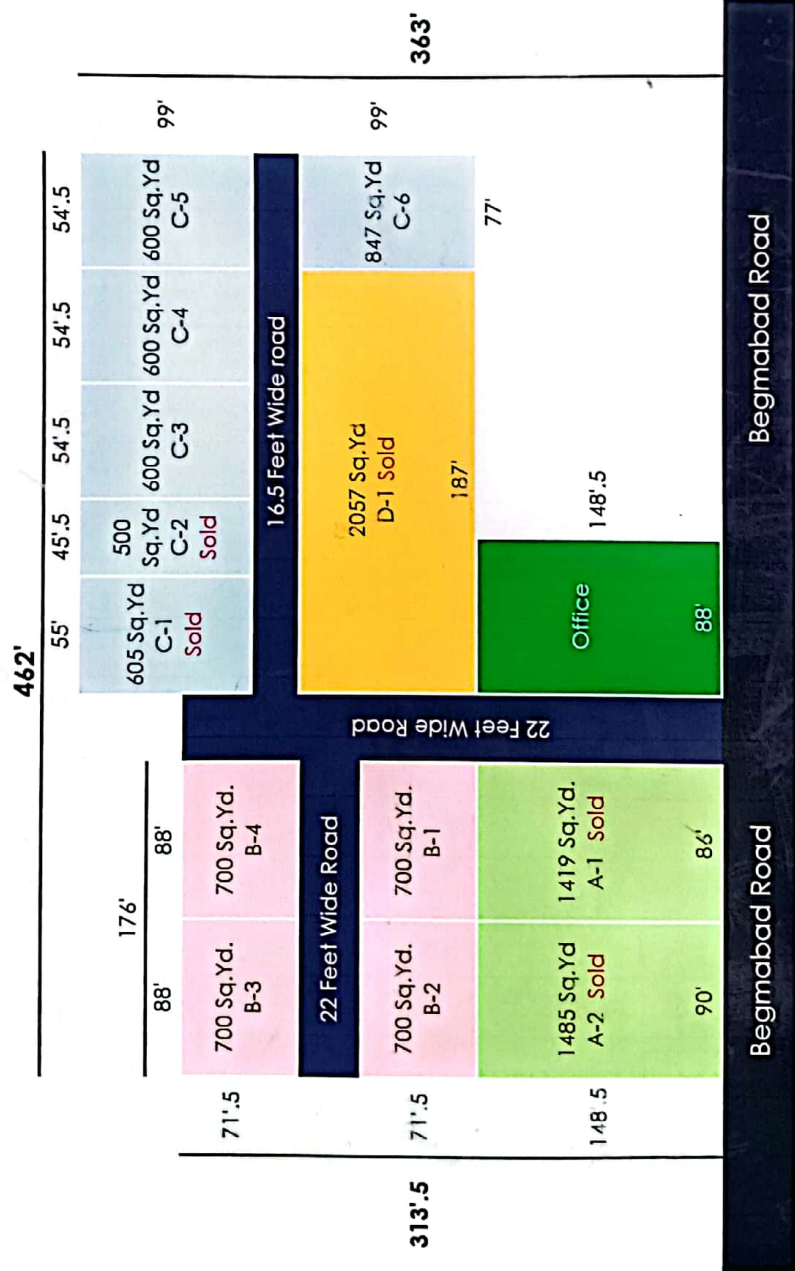 462'
55'
45'.5
54'.5
54'.5
54'.5
605 Sq.Yd
C-1
Sold
500
Sq.Yd
C-2
Sold
600 Sq.Yd
C-3
600 Sq.Yd
C-4
600 Sq.Yd
C-5
99'
363'
176'
88'
88'
71'.5
700 Sq.Yd.
B-3
700 Sq.Yd.
B-4
16.5 Feet Wide road
22 Feet Wide Road
22 Feet Wide Road
2057 Sq.Yd
D-1 Sold
187'
847 Sq.Yd
C-6
99'
77'
313'.5
71'.5
700 Sq.Yd.
B-2
700 Sq.Yd.
B-1
148'.5
1485 Sq.Yd
A-2 Sold
90'
1419 Sq.Yd.
A-1 Sold
86'
Office
88'
148'.5
Begmabad Road
Begmabad Road